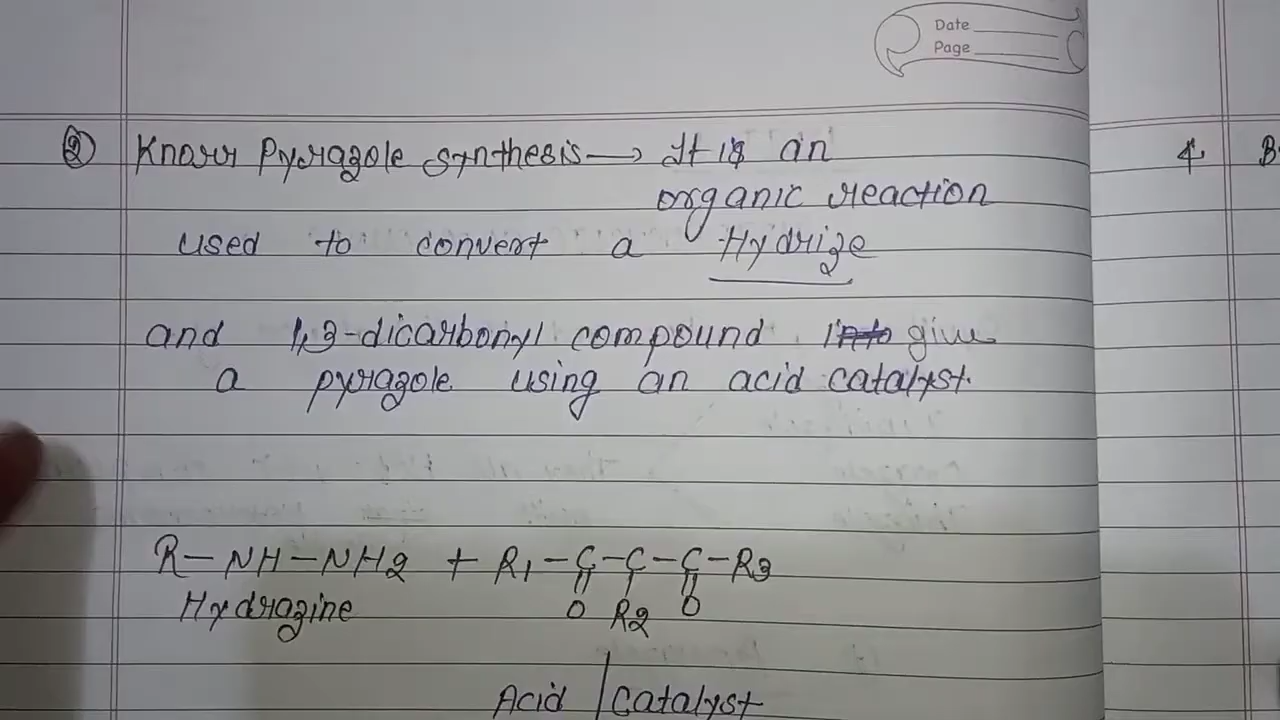 Date
Page
② Knorr Pyrazole Synthesis → It is an
organic reaction
used to convert a Hydrize
and 1,3-dicarbonyl compound into give
a pyrazole using an acid catalyst.
R-NH-NH2 + R1-C-C-C-R3
O R2 O
Hydrazine
Acid | Catalyst
4. B